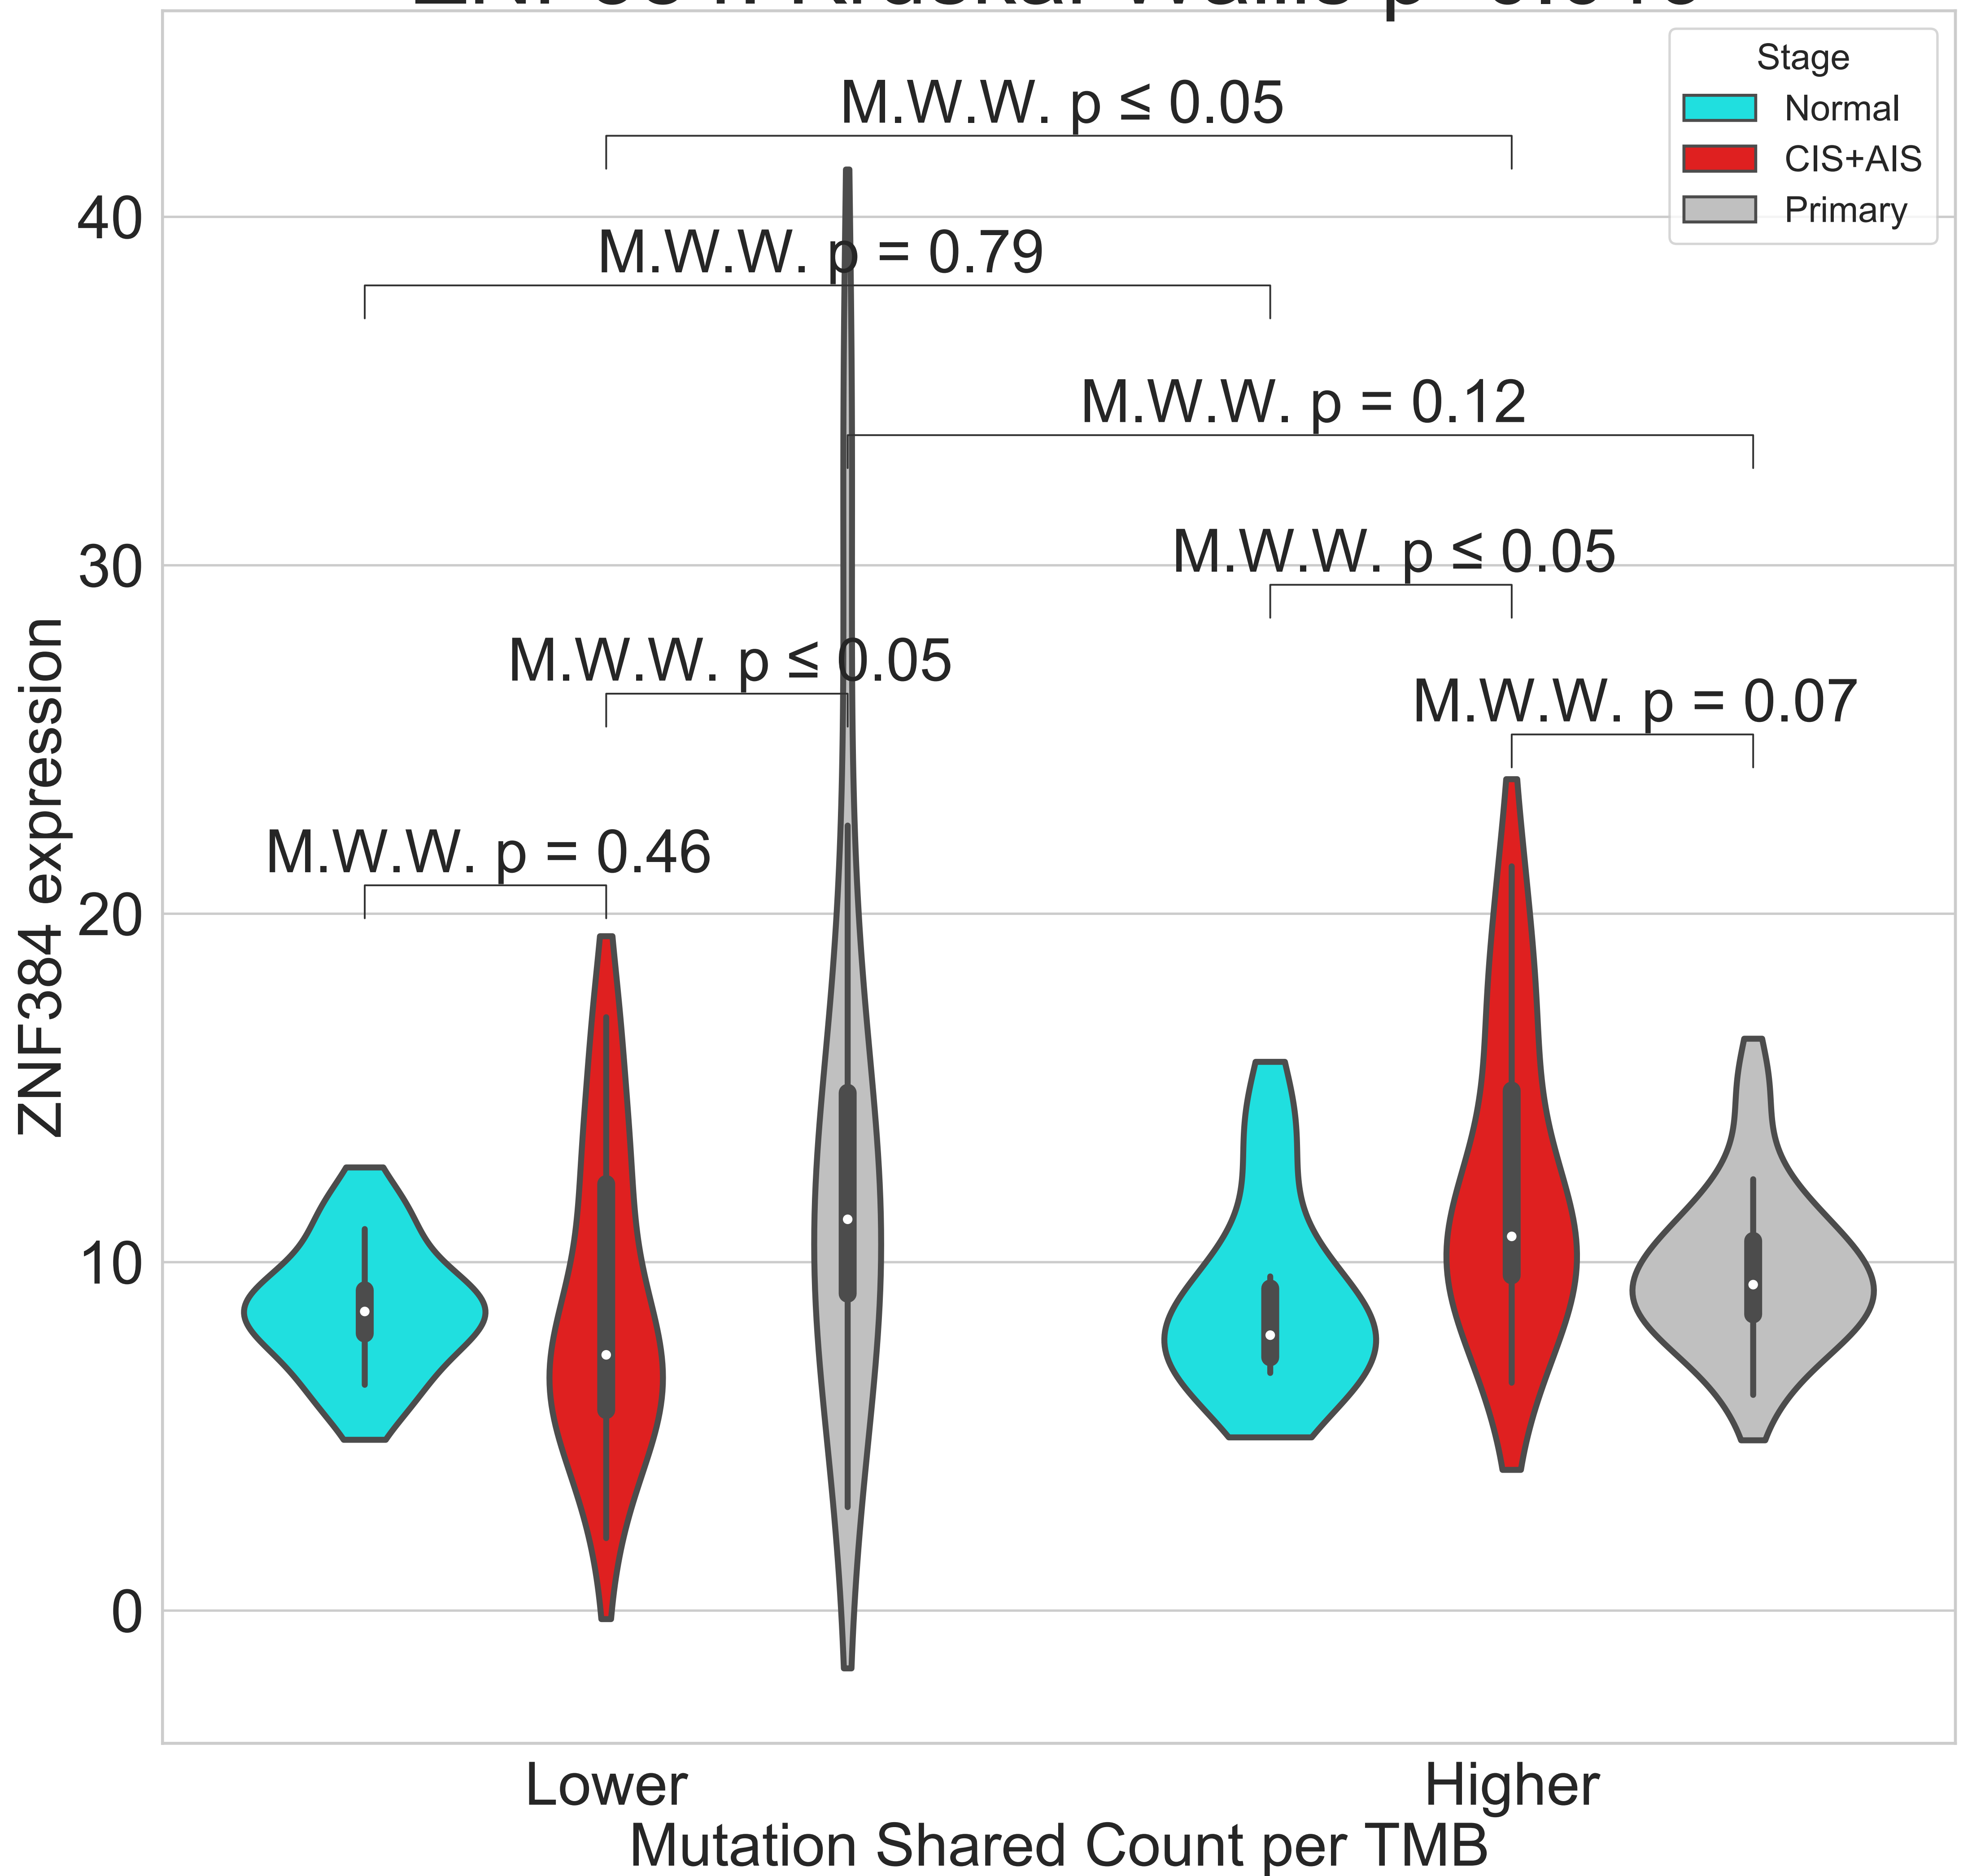 M.W.W. p ≤ 0.05
M.W.W. p = 0.79
M.W.W. p = 0.12
M.W.W. p ≤ 0.05
M.W.W. p ≤ 0.05
M.W.W. p = 0.07
M.W.W. p = 0.46
Stage
Normal
CIS+AIS
Primary
ZNF384 expression
40
30
20
10
0
Lower
Higher
Mutation Shared Count per TMB